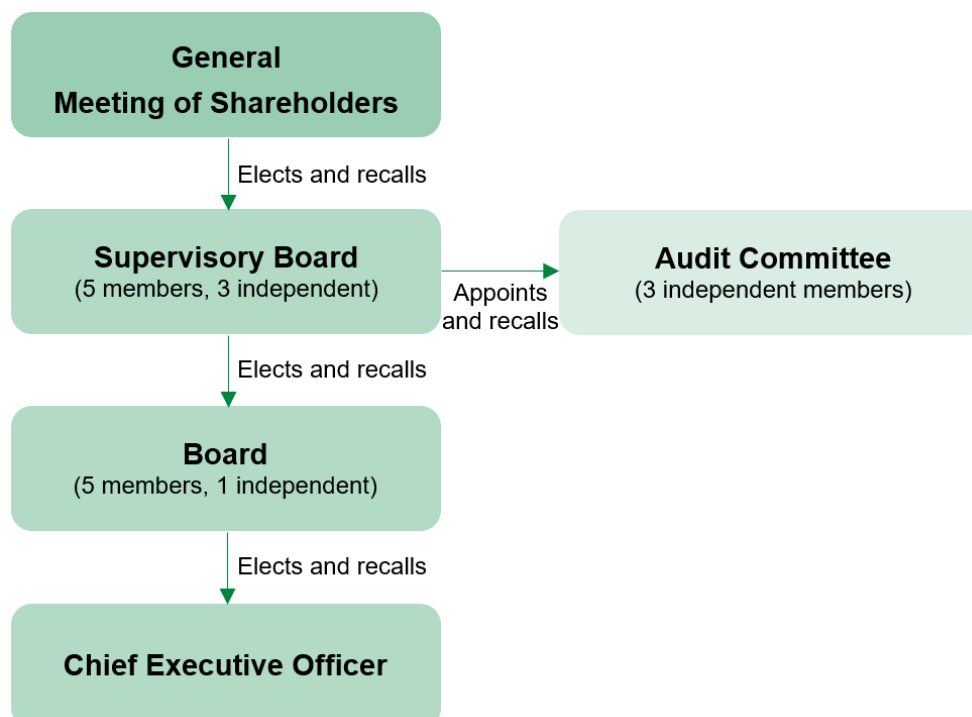 General
Meeting of Shareholders
Elects and recalls
Supervisory Board
(5 members, 3 independent)
Appoints
and recalls
Audit Committee
(3 independent members)
Elects and recalls
Board
(5 members, 1 independent)
Elects and recalls
Chief Executive Officer